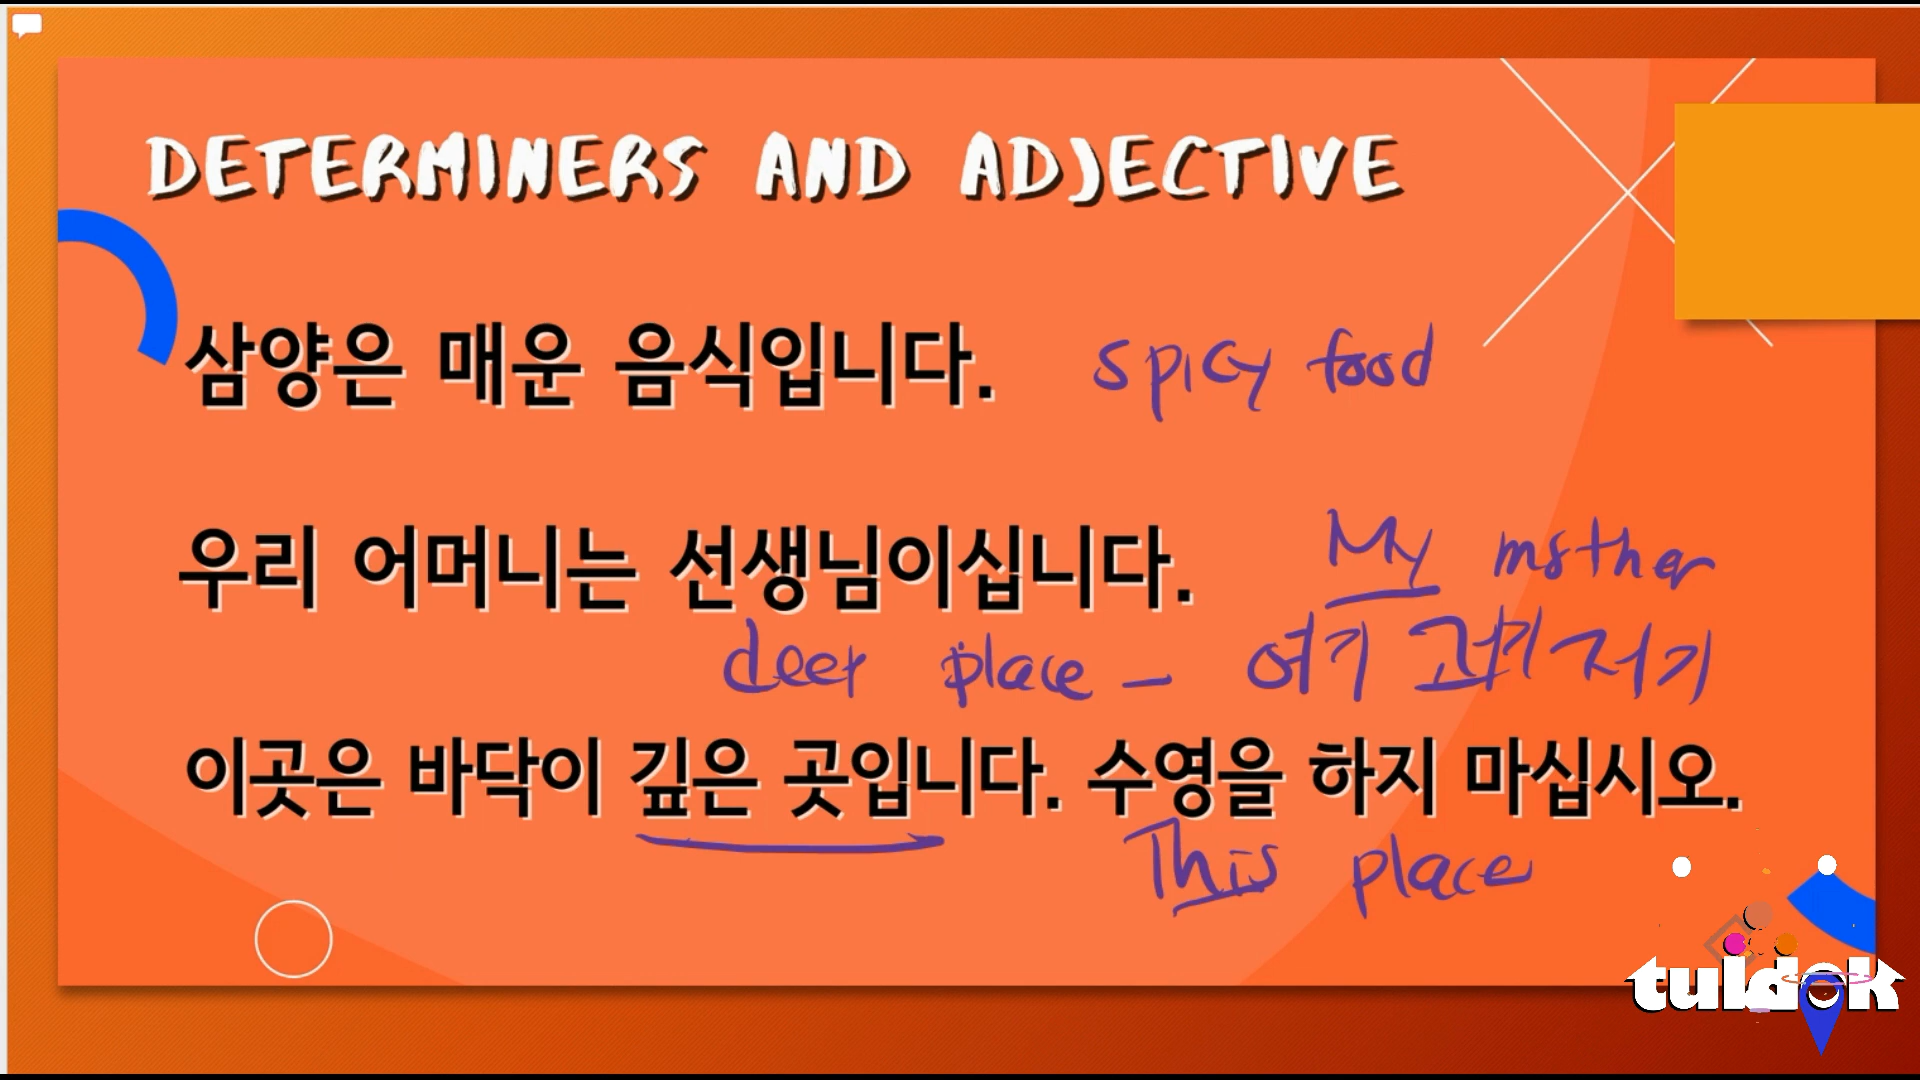 DETERMINERS AND ADJECTIVE
삼양은 매운 음식입니다. spicy food
우리 어머니는 선생님이십니다. My mother
deep place - 여기 저기
이곳은 바닥이 깊은 곳입니다. 수영을 하지 마십시오.
This place
tuldok